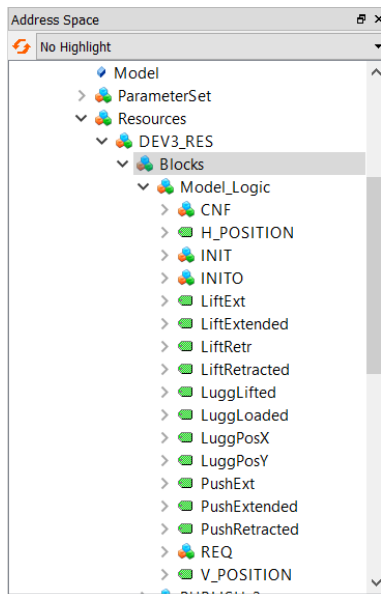 Address Space
No Highlight
Model
ParameterSet
Resources
DEV3_RES
Blocks
Model_Logic
CNF
H_POSITION
INIT
INITO
LiftExt
LiftExtended
LiftRetr
LiftRetracted
LuggLifted
LuggLoaded
LuggPosX
LuggPosY
PushExt
PushExtended
PushRetracted
REQ
V_POSITION